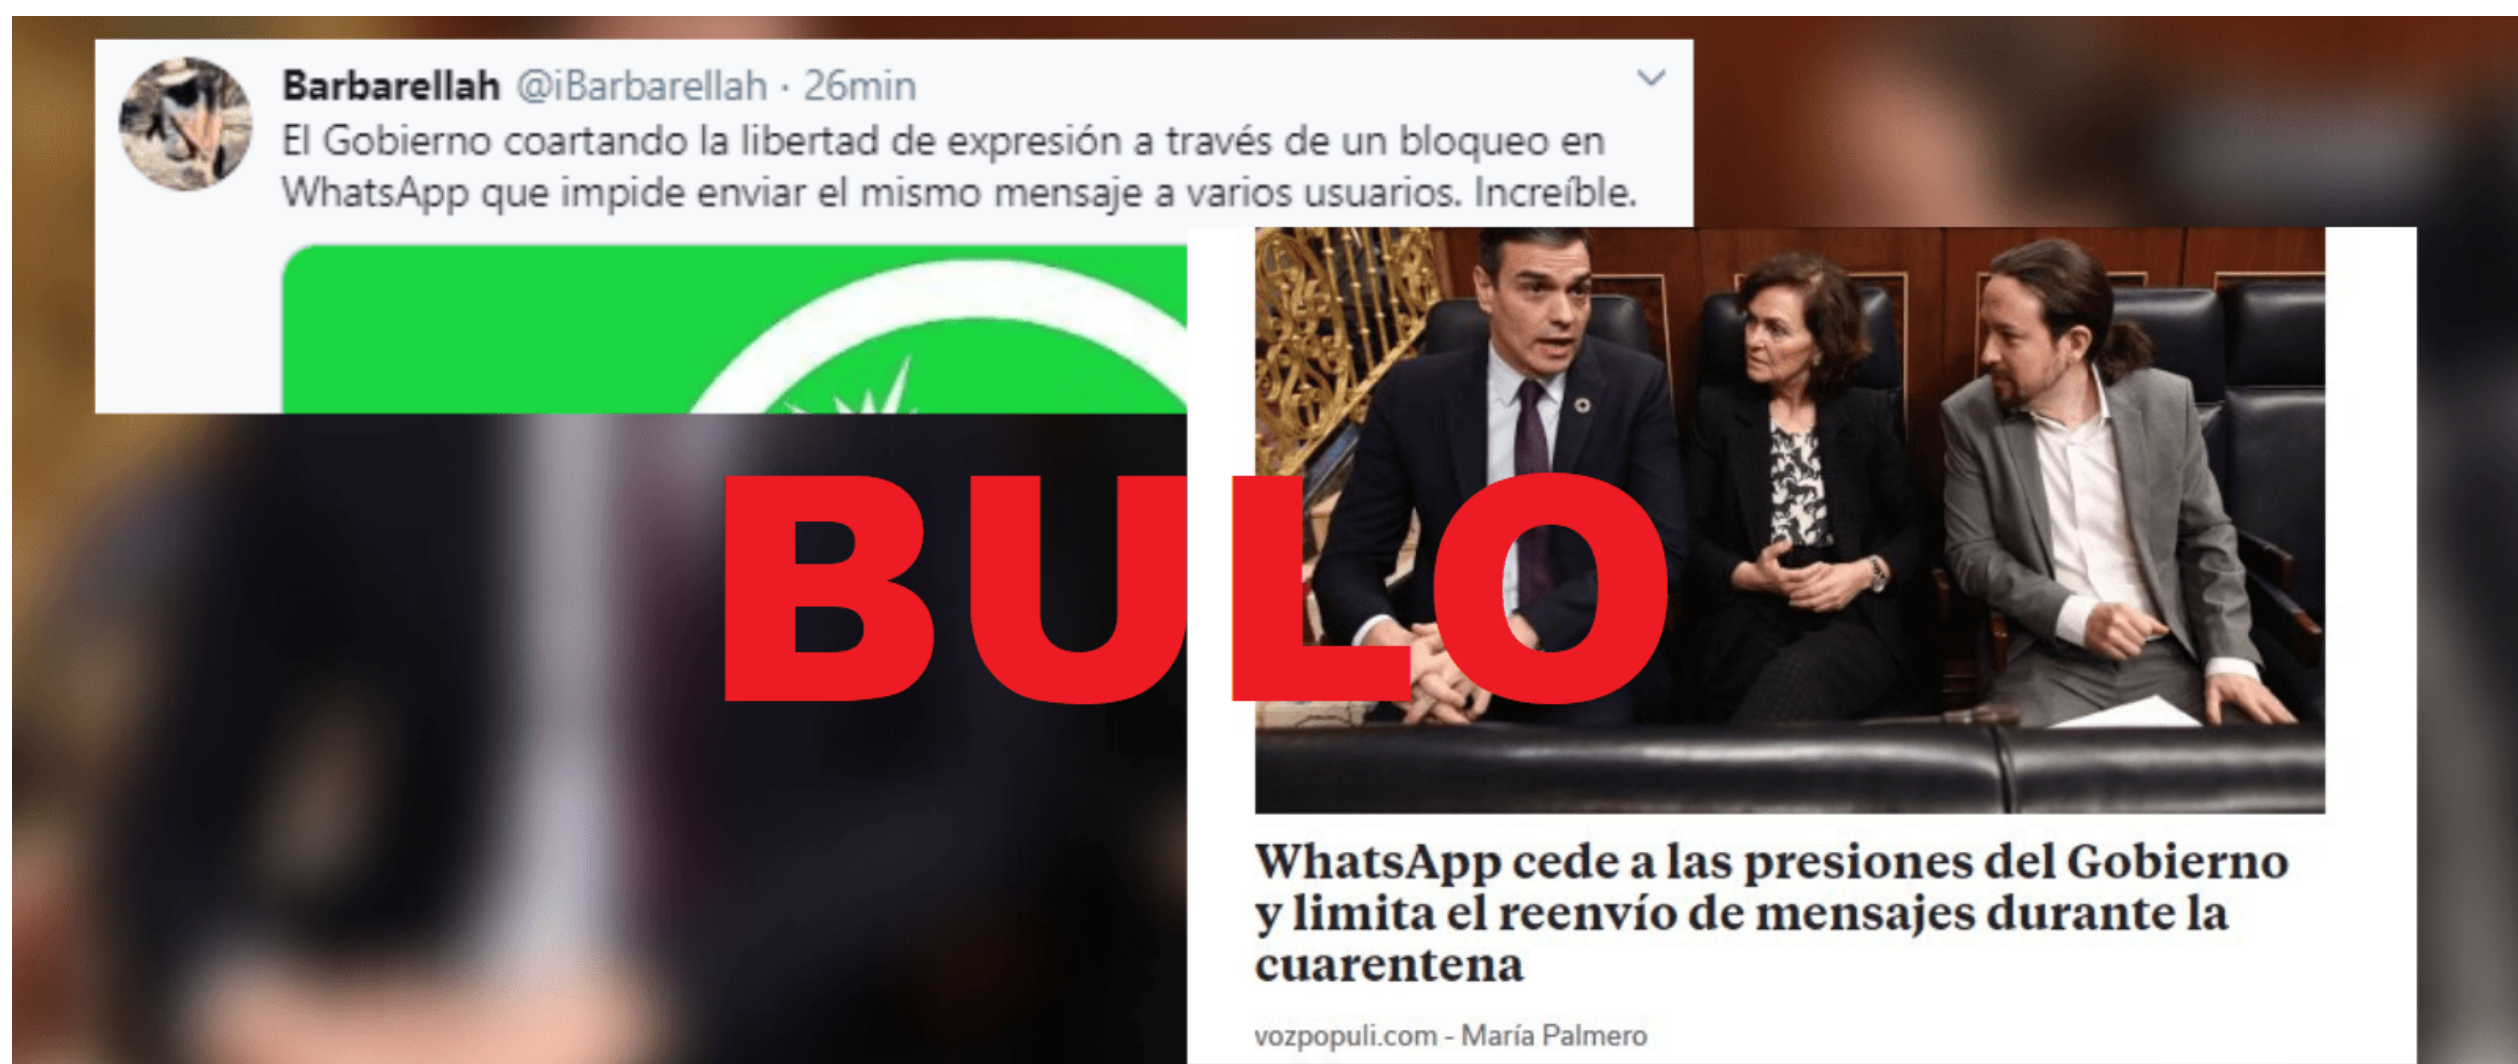 Barbarellah @iBarbarellah · 26min
El Gobierno coartando la libertad de expresión a través de un bloqueo en
WhatsApp que impide enviar el mismo mensaje a varios usuarios. Increíble.
BULO
WhatsApp cede a las presiones del Gobierno
y limita el reenvío de mensajes durante la
cuarentena
vozpopuli.com - María Palmero